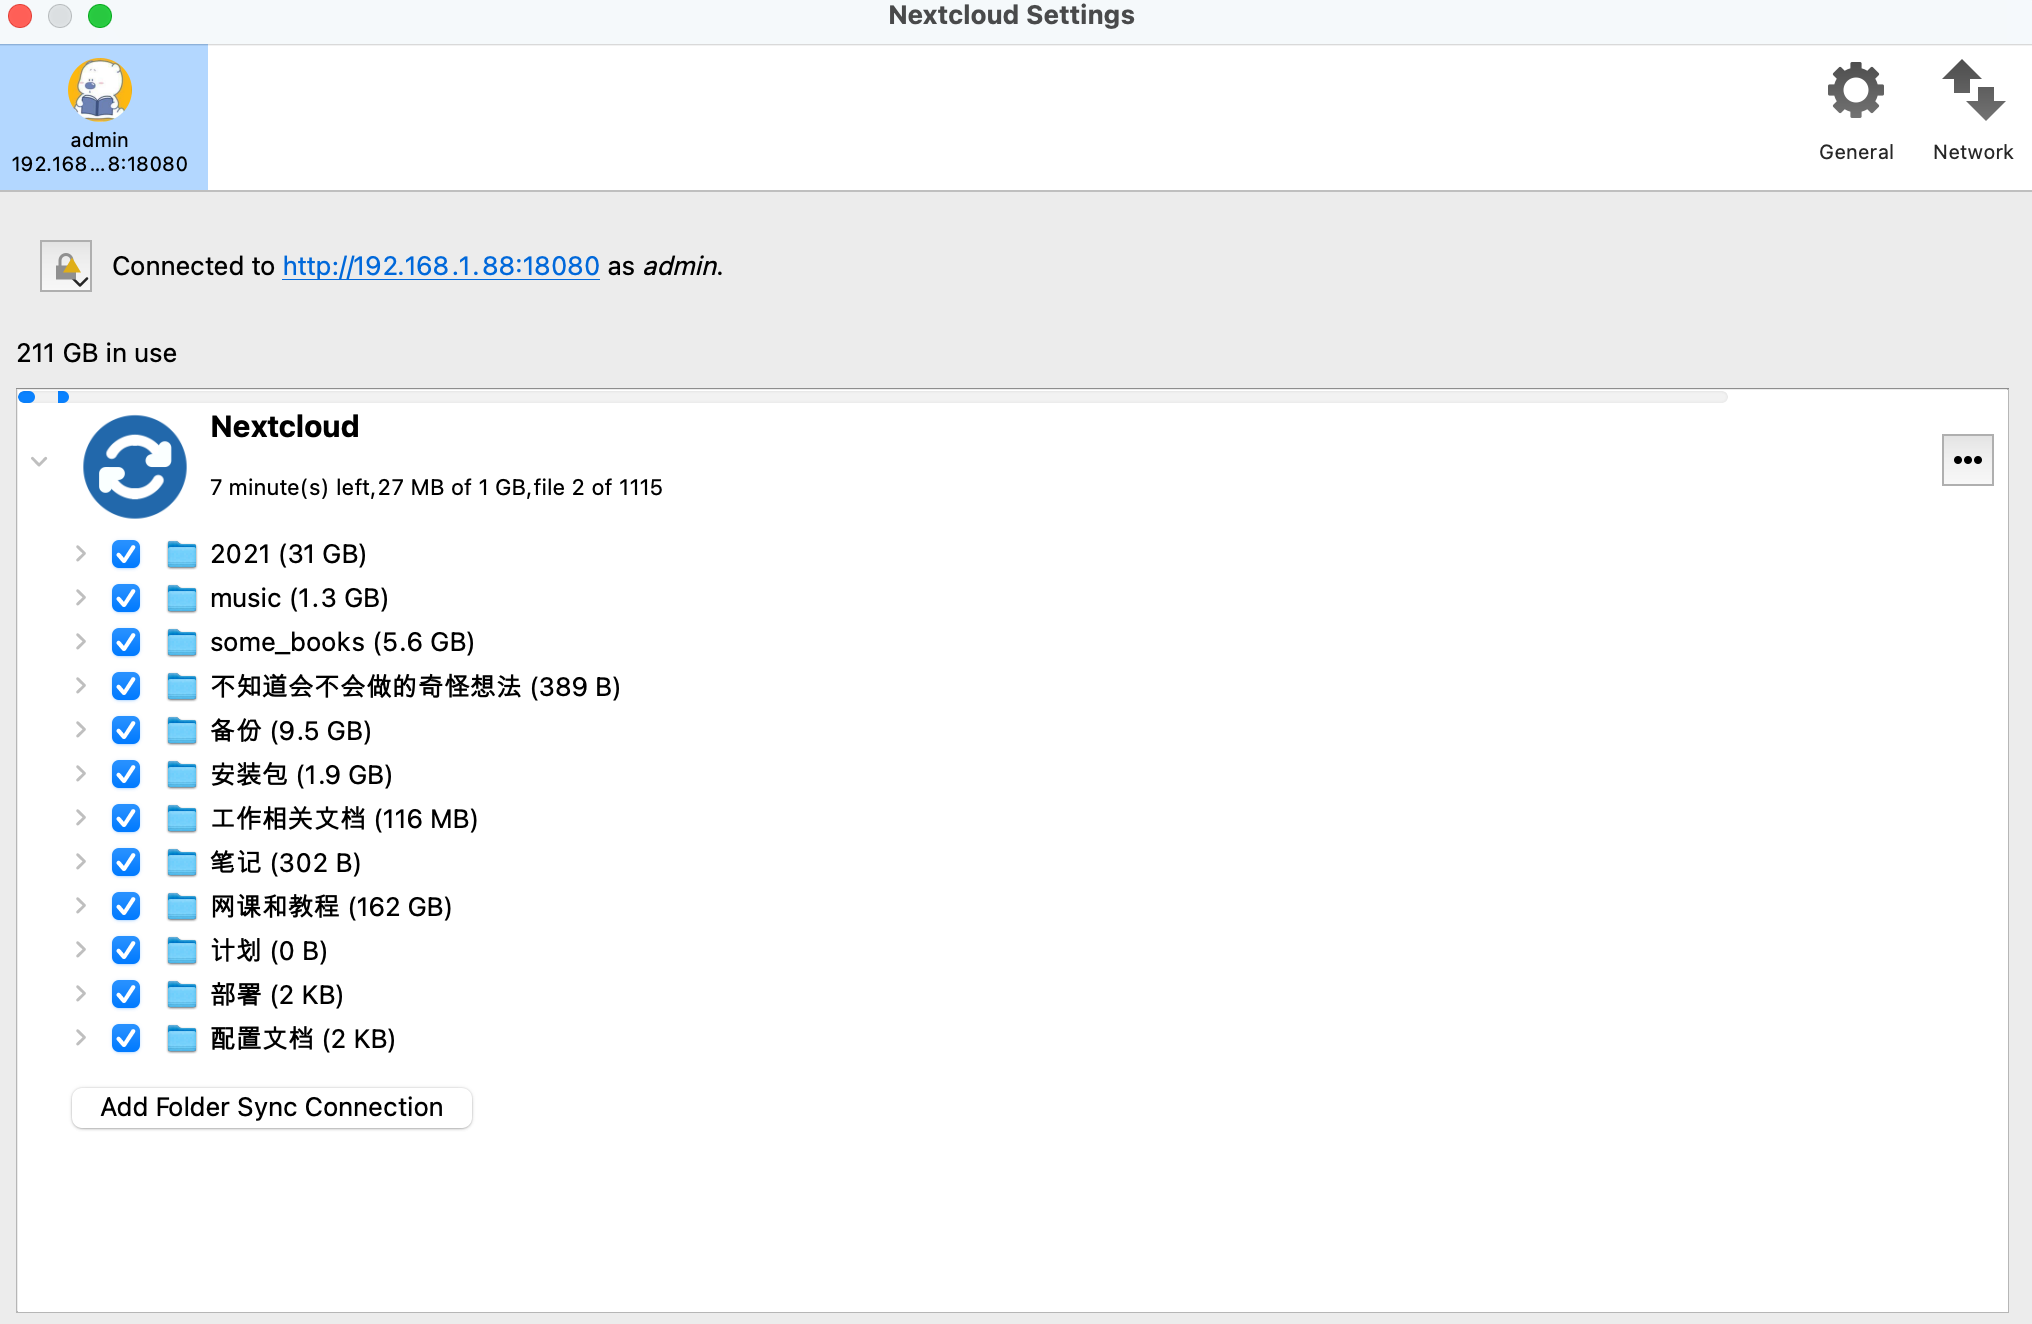 Nextcloud Settings
admin
192.168...8:18080
General
Network
Connected to http://192.168.1.88:18080 as admin.
211 GB in use
Nextcloud
7 minute(s) left,27 MB of 1 GB,file 2 of 1115
2021 (31 GB)
music (1.3 GB)
some_books (5.6 GB)
不知道会不会做的奇怪想法 (389 B)
备份 (9.5 GB)
安装包 (1.9 GB)
工作相关文档 (116 MB)
笔记 (302 B)
网课和教程 (162 GB)
计划 (0 B)
部署 (2 KB)
配置文档 (2 KB)
Add Folder Sync Connection